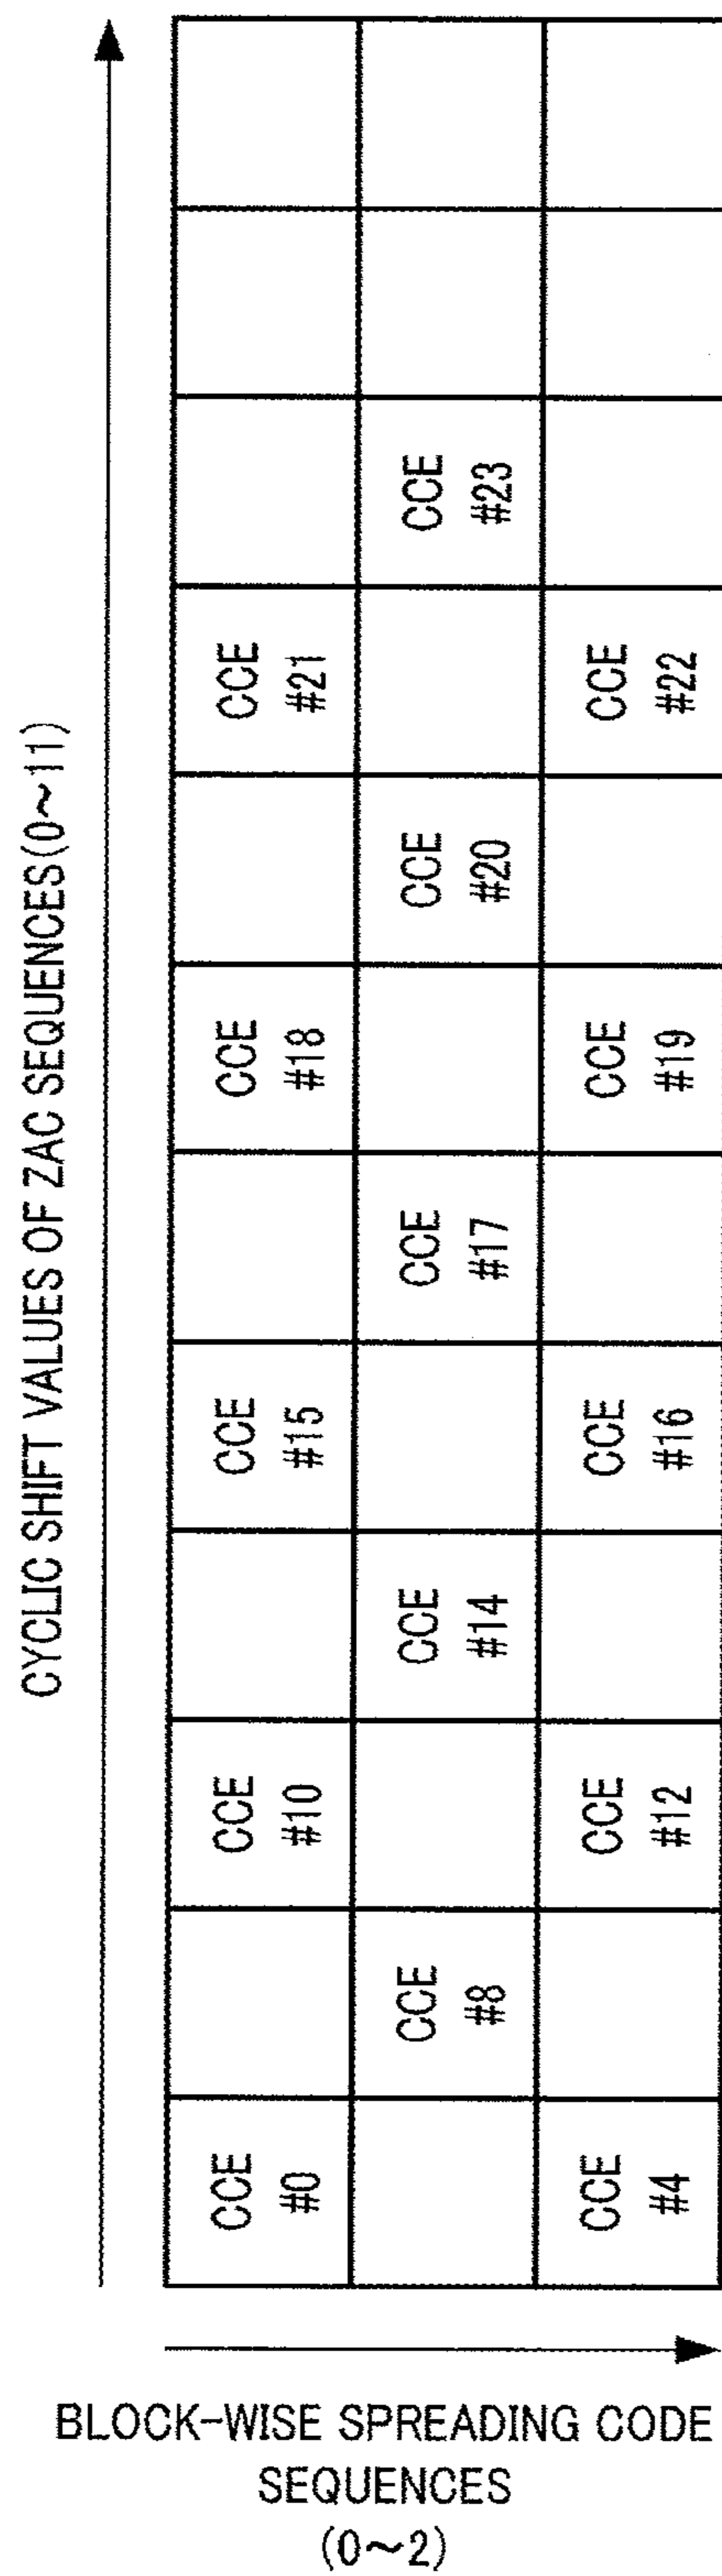 CYCLIC SHIFT VALUES OF ZAC SEQUENCES(0~11)
CCE
#0
CCE
#10
CCE
#15
CCE
#18
CCE
#21
CCE
#8
CCE
#14
CCE
#17
CCE
#20
CCE
#23
CCE
#4
CCE
#12
CCE
#16
CCE
#19
CCE
#22
BLOCK-WISE SPREADING CODE
SEQUENCES
(0~2)